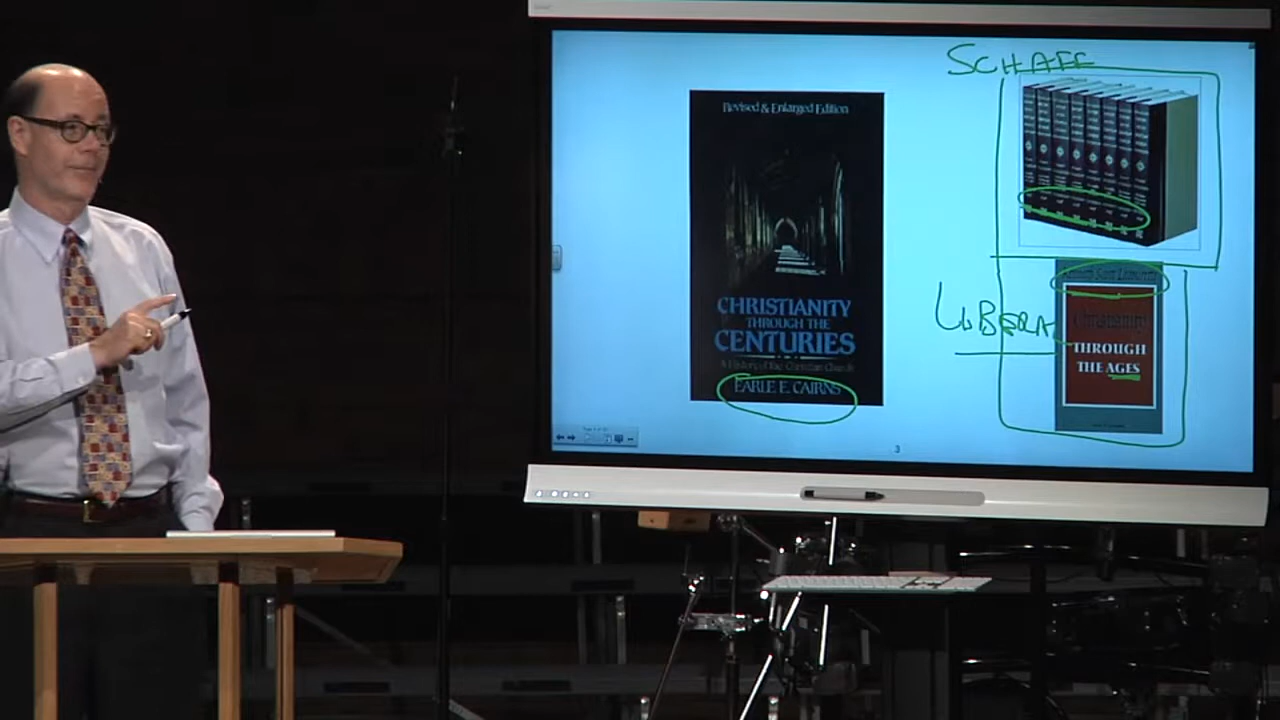 SCHAFF
Revised & Enlarged Edition
CHRISTIANITY
THROUGH THE
CENTURIES
A History of the Christian Church
EARLE E. CAIRNS
LIBERAL
Christianity
THROUGH
THE AGES
3